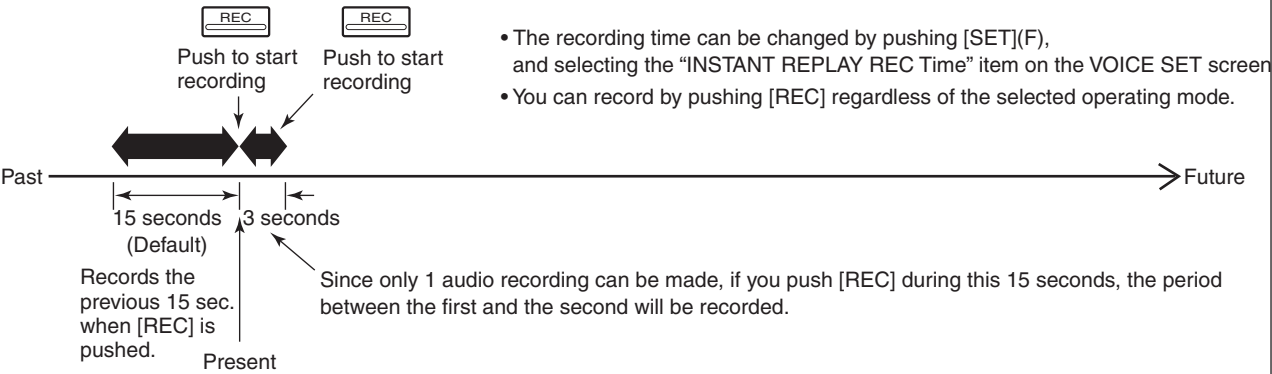 REC
REC
Push to start
recording
Push to start
recording
• The recording time can be changed by pushing [SET](F),
and selecting the “INSTANT REPLAY REC Time” item on the VOICE SET screen
• You can record by pushing [REC] regardless of the selected operating mode.
Past
Future
15 seconds
(Default)
3 seconds
Records the
previous 15 sec.
when [REC] is
pushed.
Present
Since only 1 audio recording can be made, if you push [REC] during this 15 seconds, the period
between the first and the second will be recorded.